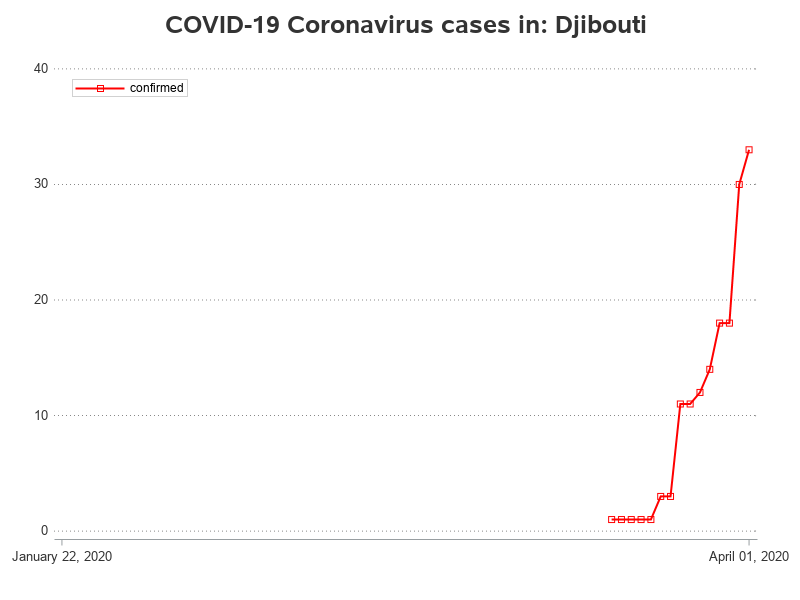 COVID-19 Coronavirus cases in: Djibouti
40
confirmed
30
20
10
0
January 22, 2020
April 01, 2020